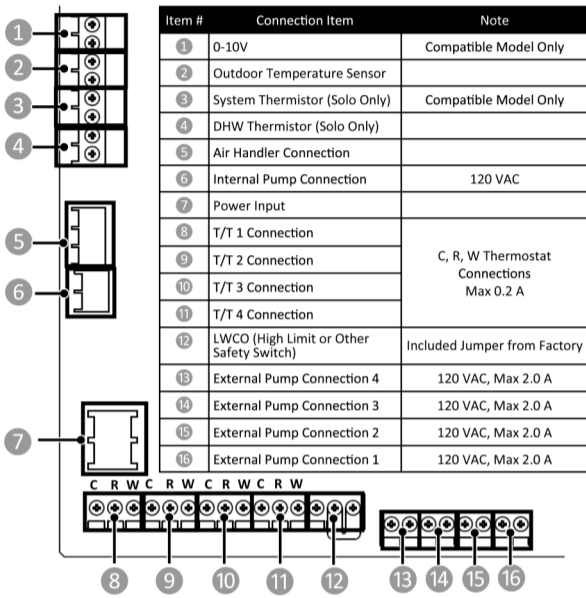 Item # Connection Item Note
1 0-10V Compatible Model Only
2 Outdoor Temperature Sensor
3 System Thermistor (Solo Only) Compatible Model Only
4 DHW Thermistor (Solo Only)
5 Air Handler Connection
6 Internal Pump Connection 120 VAC
7 Power Input
8 T/T 1 Connection
9 T/T 2 Connection
10 T/T 3 Connection
11 T/T 4 Connection
C, R, W Thermostat
Connections
Max 0.2 A
12 LWCO (High Limit or Other
Safety Switch) Included Jumper from Factory
13 External Pump Connection 4 120 VAC, Max 2.0 A
14 External Pump Connection 3 120 VAC, Max 2.0 A
15 External Pump Connection 2 120 VAC, Max 2.0 A
16 External Pump Connection 1 120 VAC, Max 2.0 A
1
2
3
4
5
6
7
C R W C R W C R W C R W
8 9 10 11 12 13 14 15 16